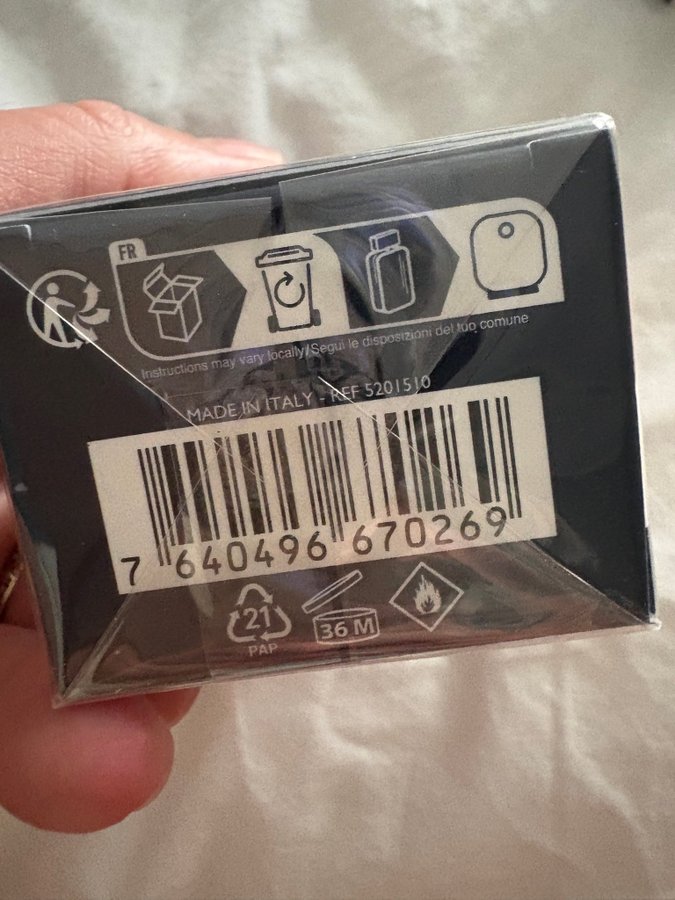 FR
Instructions may vary locally/Segui le disposizioni del tuo comune
MADE IN ITALY - REF 5201510
7 640496 670269
21
PAP
36 M